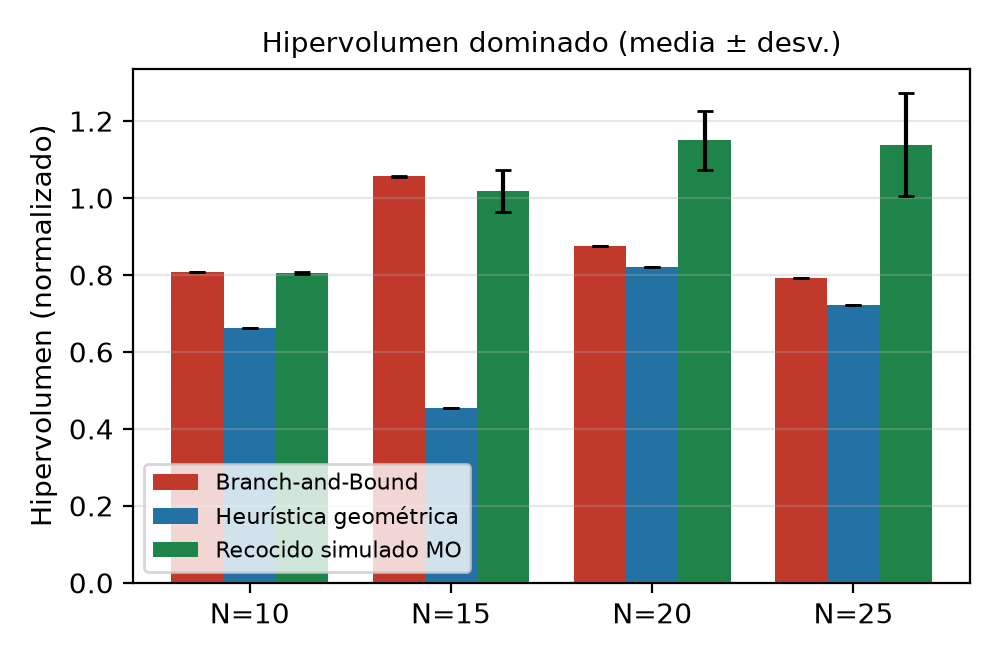 Hipervolumen dominado (media ± desv.)
Hipervolumen (normalizado)
1.2
1.0
0.8
0.6
0.4
0.2
0.0
Branch-and-Bound
Heurística geométrica
Recocido simulado MO
N=10 N=15 N=20 N=25